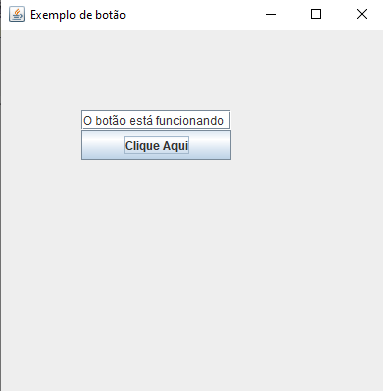 Exemplo de botão
O botão está funcionando
Clique Aqui